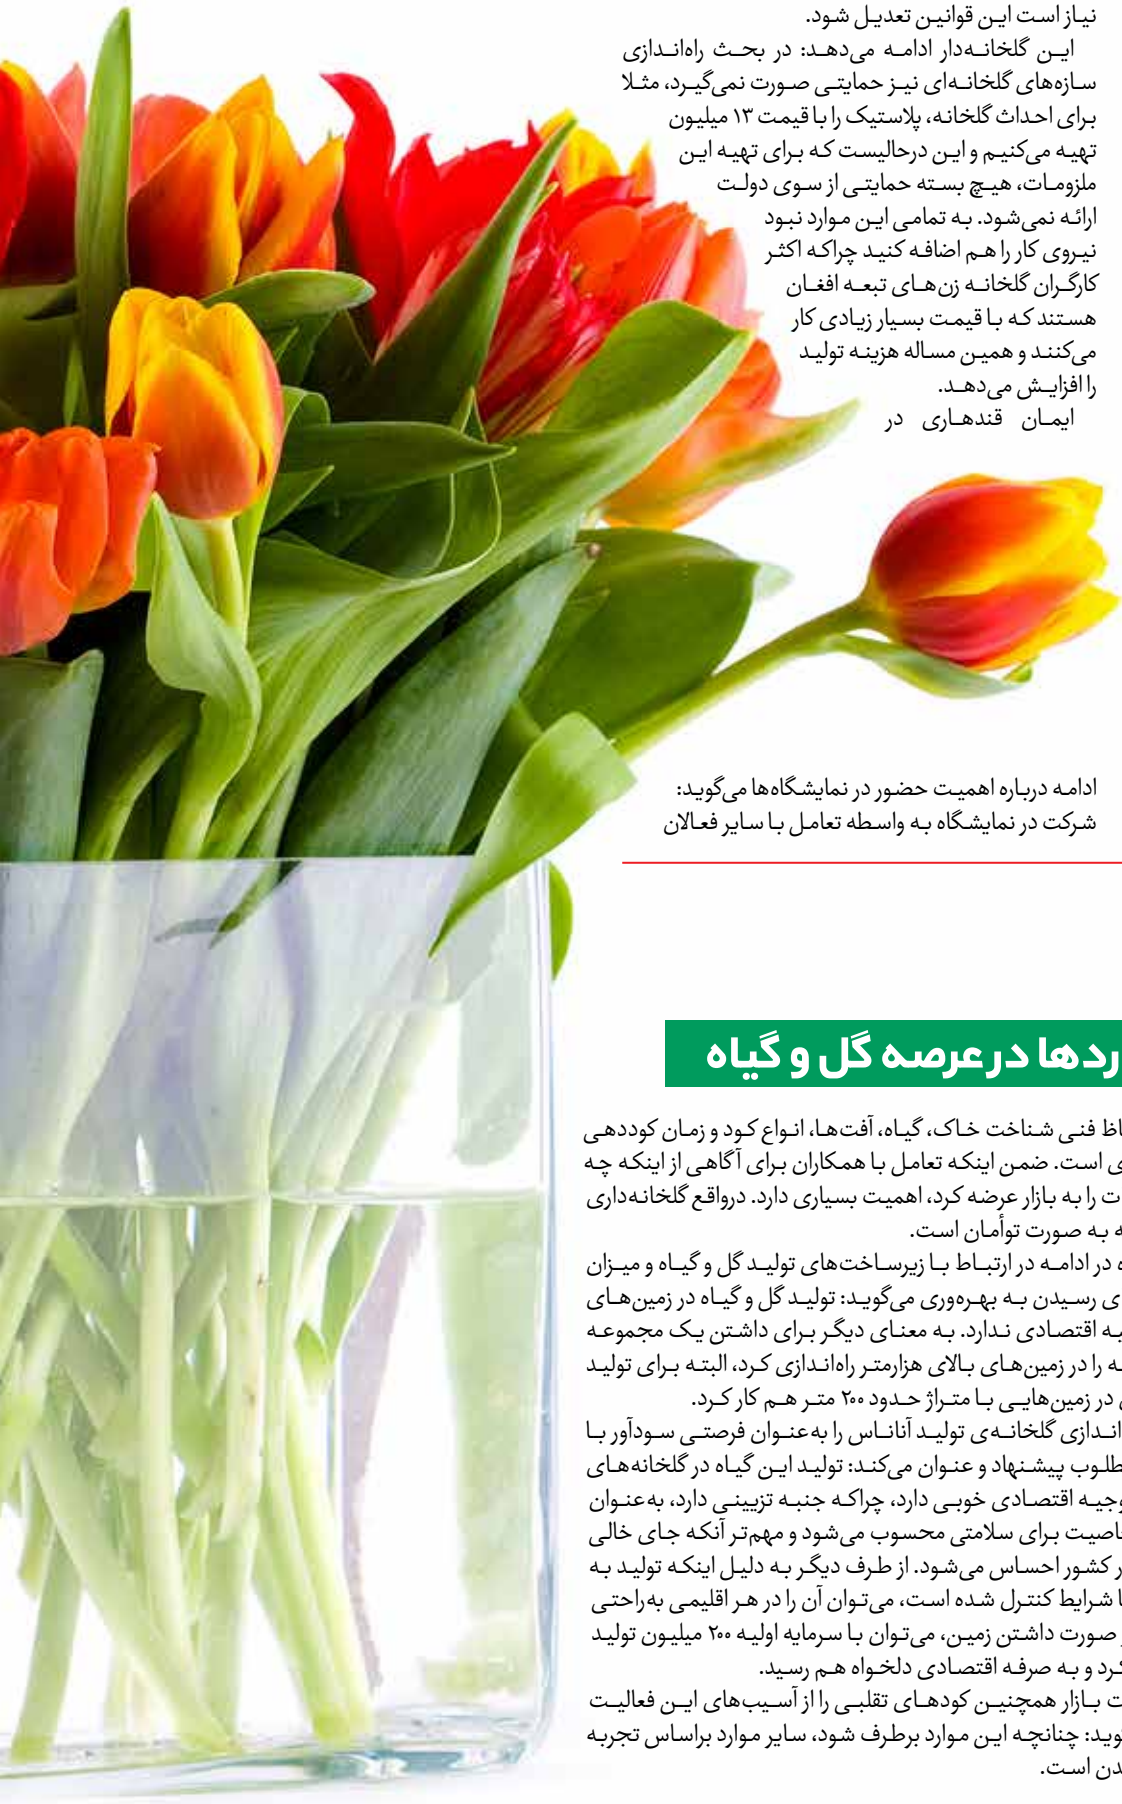 نیاز است این قوانین تعدیل شود.
این گلخانه‌دار ادامه می‌دهد: در بحث راه‌اندازی
سازه‌های گلخانه‌ای نیز حمایتی صورت نمی‌گیرد، مثلا
برای احداث گلخانه، پلاستیک را با قیمت ۱۳ میلیون
تهیه می‌کنیم و این درحالیست که برای تهیه این
ملزومات، هیچ بسته حمایتی از سوی دولت
ارائه نمی‌شود. به تمامی این موارد نبود
نیروی کار را هم اضافه کنید چراکه اکثر
کارگران گلخانه زن‌های تبعه افغان
هستند که با قیمت بسیار زیادی کار
می‌کنند و همین مساله هزینه تولید
را افزایش می‌دهد.
ایمان قندهاری در
ادامه درباره اهمیت حضور در نمایشگاه‌ها می‌گوید:
شرکت در نمایشگاه به واسطه تعامل با سایر فعالان
ردها در عرصه گل و گیاه
اظ فنی شناخت خاک، گیاه، آفت‌ها، انواع کود و زمان کوددهی
ی است. ضمن اینکه تعامل با همکاران برای آگاهی از اینکه چه
ت را به بازار عرضه کرد، اهمیت بسیاری دارد. درواقع گلخانه‌داری
ه به صورت توأمان است.
ه در ادامه در ارتباط با زیرساخت‌های تولید گل و گیاه و میزان
ی رسیدن به بهره‌وری می‌گوید: تولید گل و گیاه در زمین‌های
به اقتصادی ندارد. به معنای دیگر برای داشتن یک مجموعه
ه را در زمین‌های بالای هزارمتر راه‌اندازی کرد، البته برای تولید
در زمین‌هایی با متراژ حدود ۲۰۰ متر هم کار کرد.
اندازی گلخانه‌ی تولید آناناس را به‌عنوان فرصتی سودآور با
طلوب پیشنهاد و عنوان می‌کند: تولید این گیاه در گلخانه‌های
وجیه اقتصادی خوبی دارد، چراکه جنبه تزیینی دارد، به‌عنوان
اصیت برای سلامتی محسوب می‌شود و مهم‌تر آنکه جای خالی
ر کشور احساس می‌شود. از طرف دیگر به دلیل اینکه تولید به
ا شرایط کنترل شده است، می‌توان آن را در هر اقلیمی به‌راحتی
صورت داشتن زمین، می‌توان با سرمایه اولیه ۲۰۰ میلیون تولید
کرد و به صرفه اقتصادی دلخواه هم رسید.
ت بازار همچنین کودهای تقلبی را از آسیب‌های این فعالیت
گوید: چنانچه این موارد برطرف شود، سایر موارد براساس تجربه
دن است.